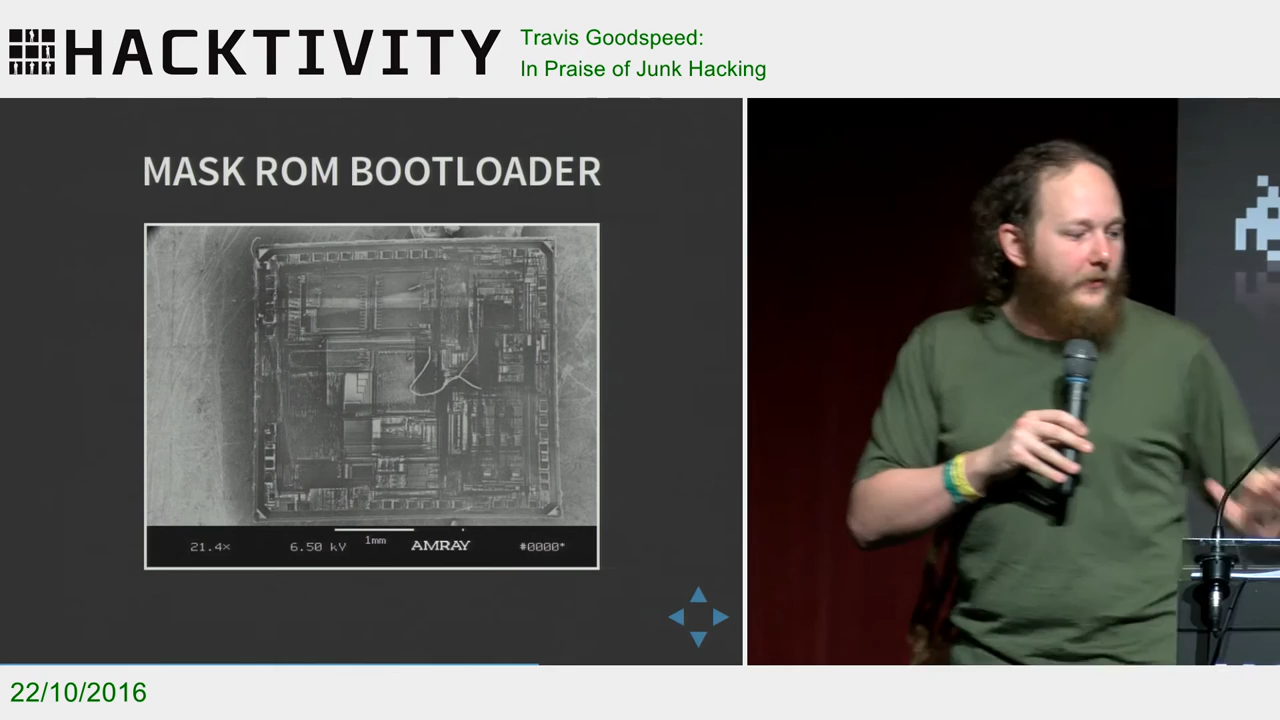 HACKTIVITY
Travis Goodspeed:
In Praise of Junk Hacking
MASK ROM BOOTLOADER
21.4× 6.50 kV 1mm AMRAY #0000*
22/10/2016